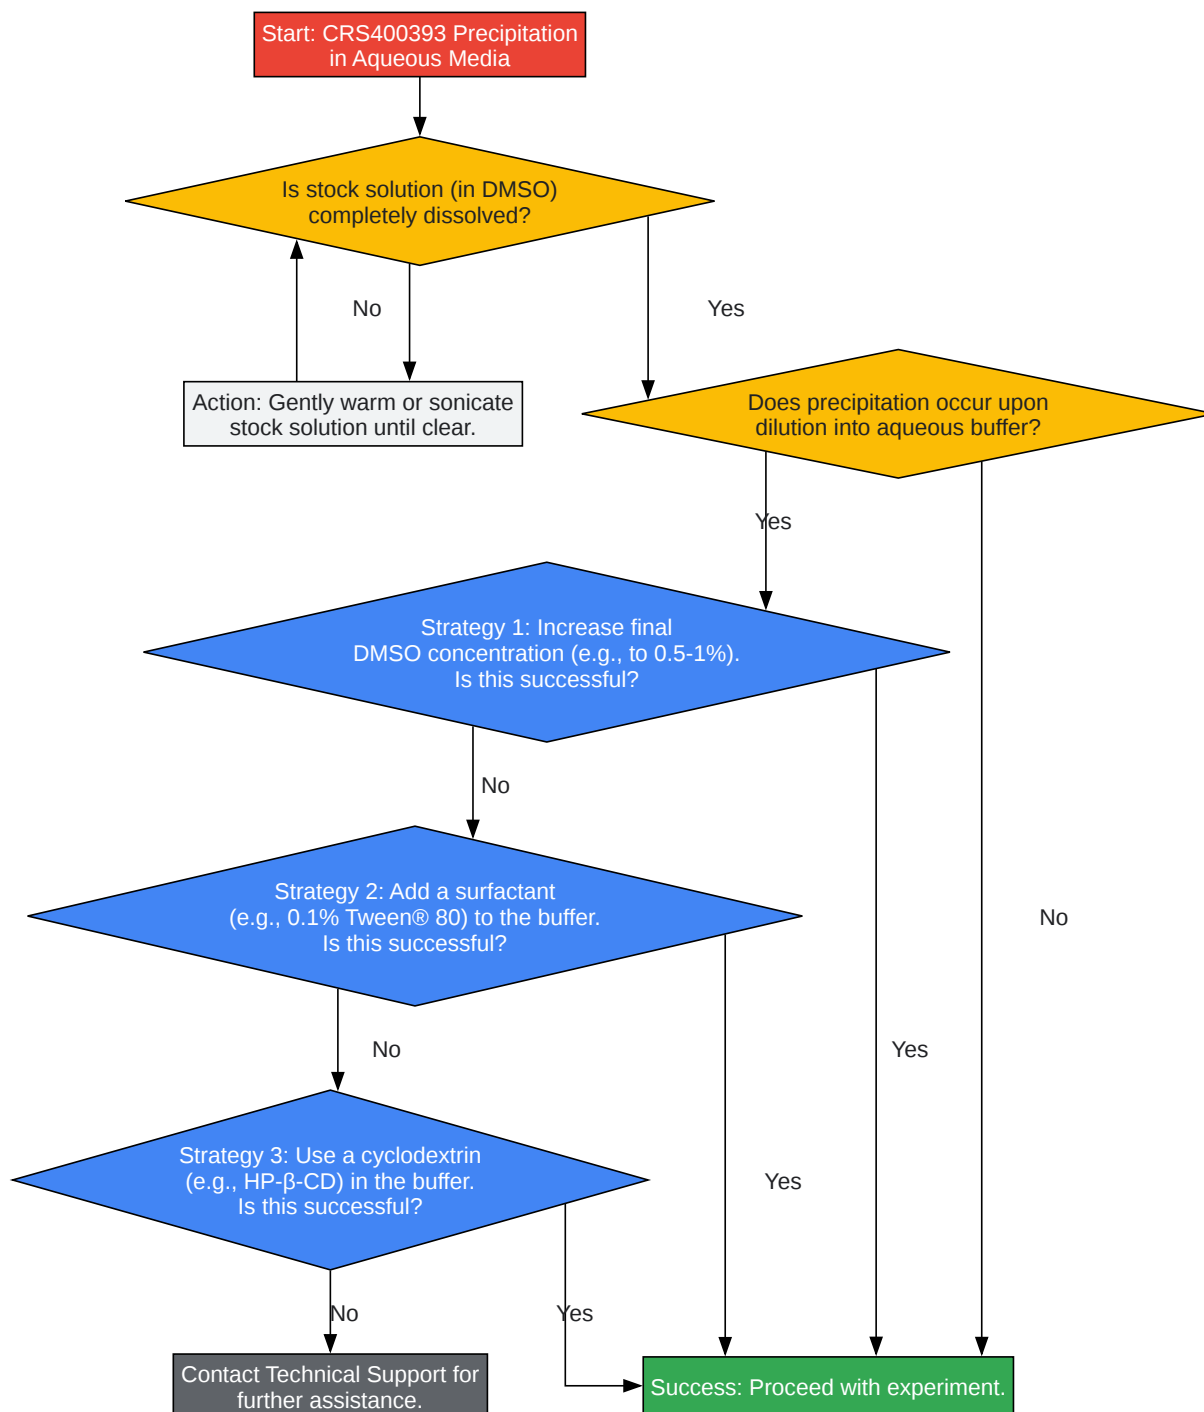 Start: CRS400393 Precipitation
in Aqueous Media
Is stock solution (in DMSO)
completely dissolved?
No
Yes
Action: Gently warm or sonicate
stock solution until clear.
Does precipitation occur upon
dilution into aqueous buffer?
Yes
Strategy 1: Increase final
DMSO concentration (e.g., to 0.5-1%).
Is this successful?
No
Strategy 2: Add a surfactant
(e.g., 0.1% Tween® 80) to the buffer.
Is this successful?
No
No
Yes
Strategy 3: Use a cyclodextrin
(e.g., HP-β-CD) in the buffer.
Is this successful?
Yes
No
Yes
Contact Technical Support for
further assistance.
Success: Proceed with experiment.